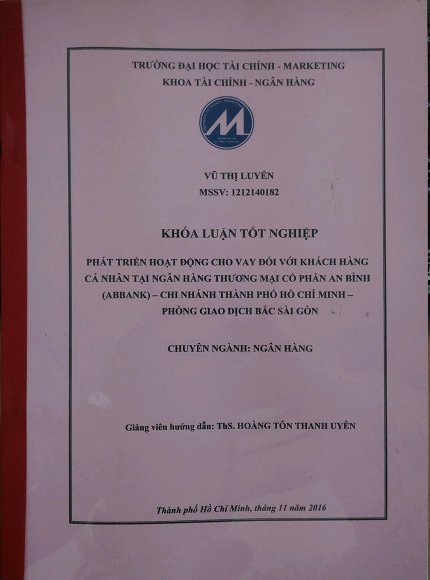 TRƯỜNG ĐẠI HỌC TÀI CHÍNH - MARKETING
KHOA TÀI CHÍNH - NGÂN HÀNG
VŨ THỊ LUYẾN
MSSV: 1212140182
KHÓA LUẬN TỐT NGHIỆP
PHÁT TRIỂN HOẠT ĐỘNG CHO VAY ĐỐI VỚI KHÁCH HÀNG
CÁ NHÂN TẠI NGÂN HÀNG THƯƠNG MẠI CỔ PHẦN AN BÌNH
(ABBANK) – CHI NHÁNH THÀNH PHỐ HỒ CHÍ MINH –
PHÒNG GIAO DỊCH BẮC SÀI GÒN
CHUYÊN NGÀNH: NGÂN HÀNG
Giảng viên hướng dẫn: ThS. HOÀNG TÔN THANH UYÊN
Thành phố Hồ Chí Minh, tháng 11 năm 2016